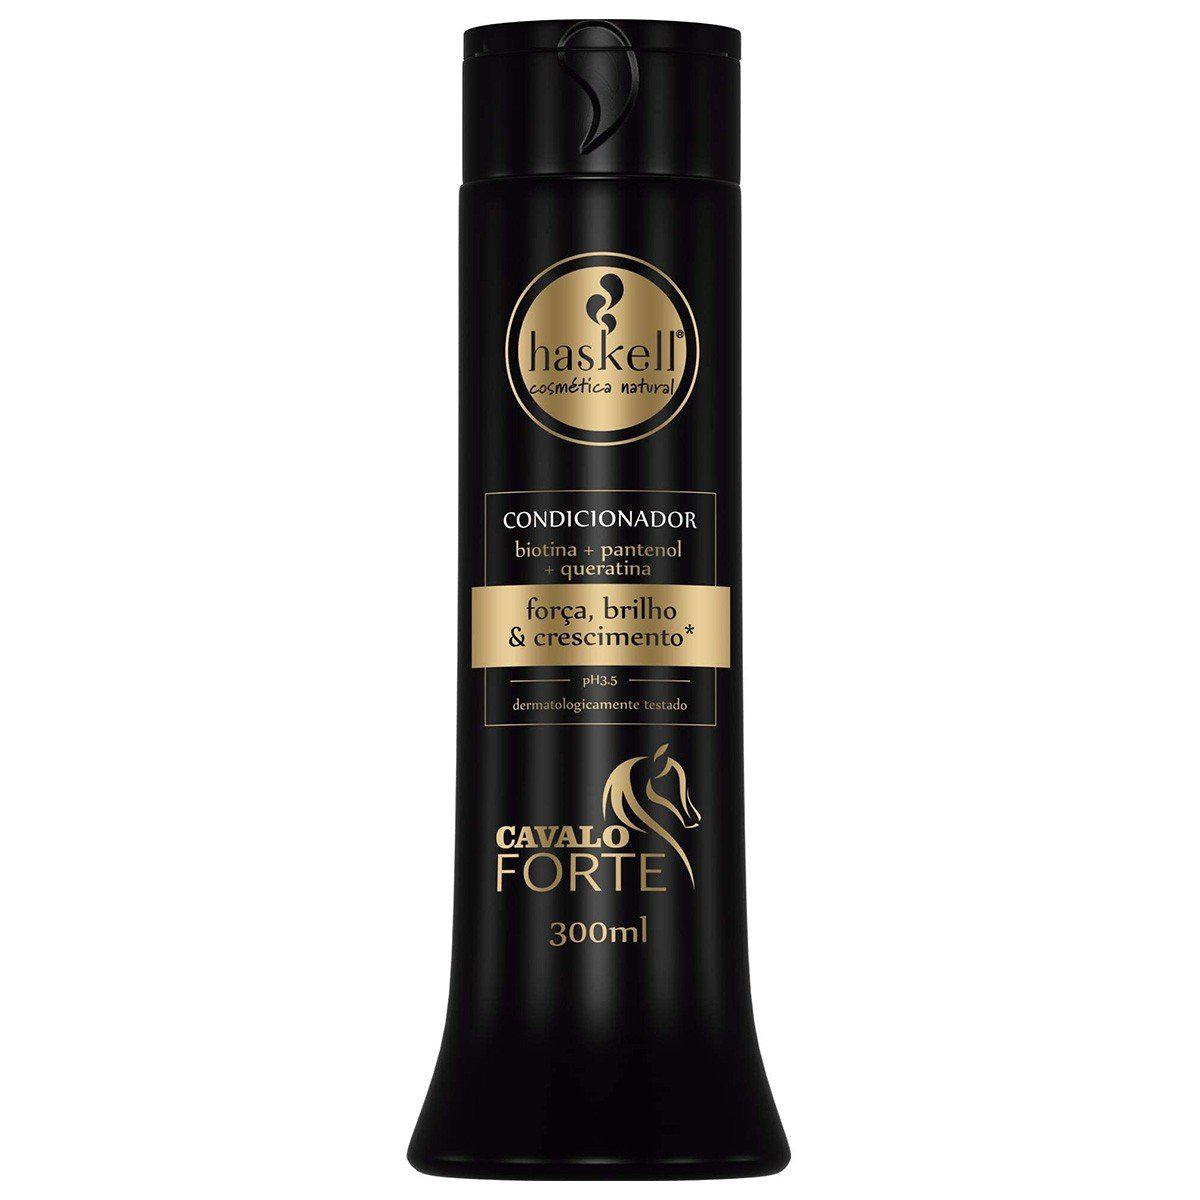 haskell®
cosmética natural
CONDICIONADOR
biotina + pantenol
+ queratina
força, brilho
& crescimento*
pH3.5
dermatologicamente testado
CAVALO
FORTE
300ml